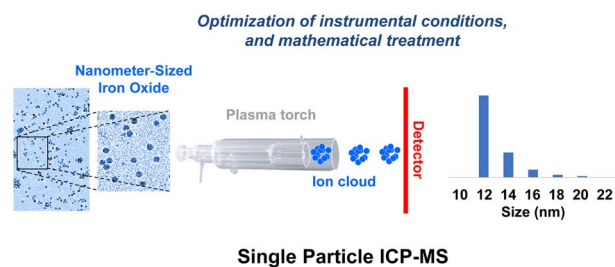 Optimization of instrumental conditions,
and mathematical treatment
Nanometer-Sized
Iron Oxide
Plasma torch
Ion cloud
Detector
10 12 14 16 18 20 22
Size (nm)
Single Particle ICP-MS